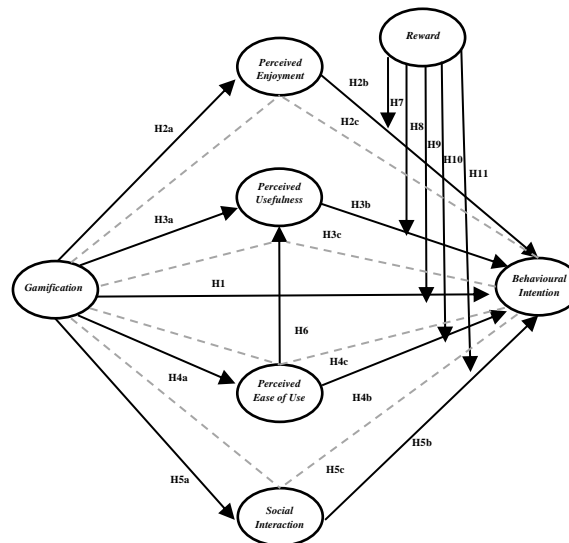 Reward
Perceived
Enjoyment
H2b
H7
H2a
H2c
H8
H9
H10
H11
Perceived
Usefulness
H3b
H3a
H3c
Gamification
H1
Behavioural
Intention
H6
H4c
H4a
Perceived
Ease of Use
H4b
H5b
H5c
H5a
Social
Interaction